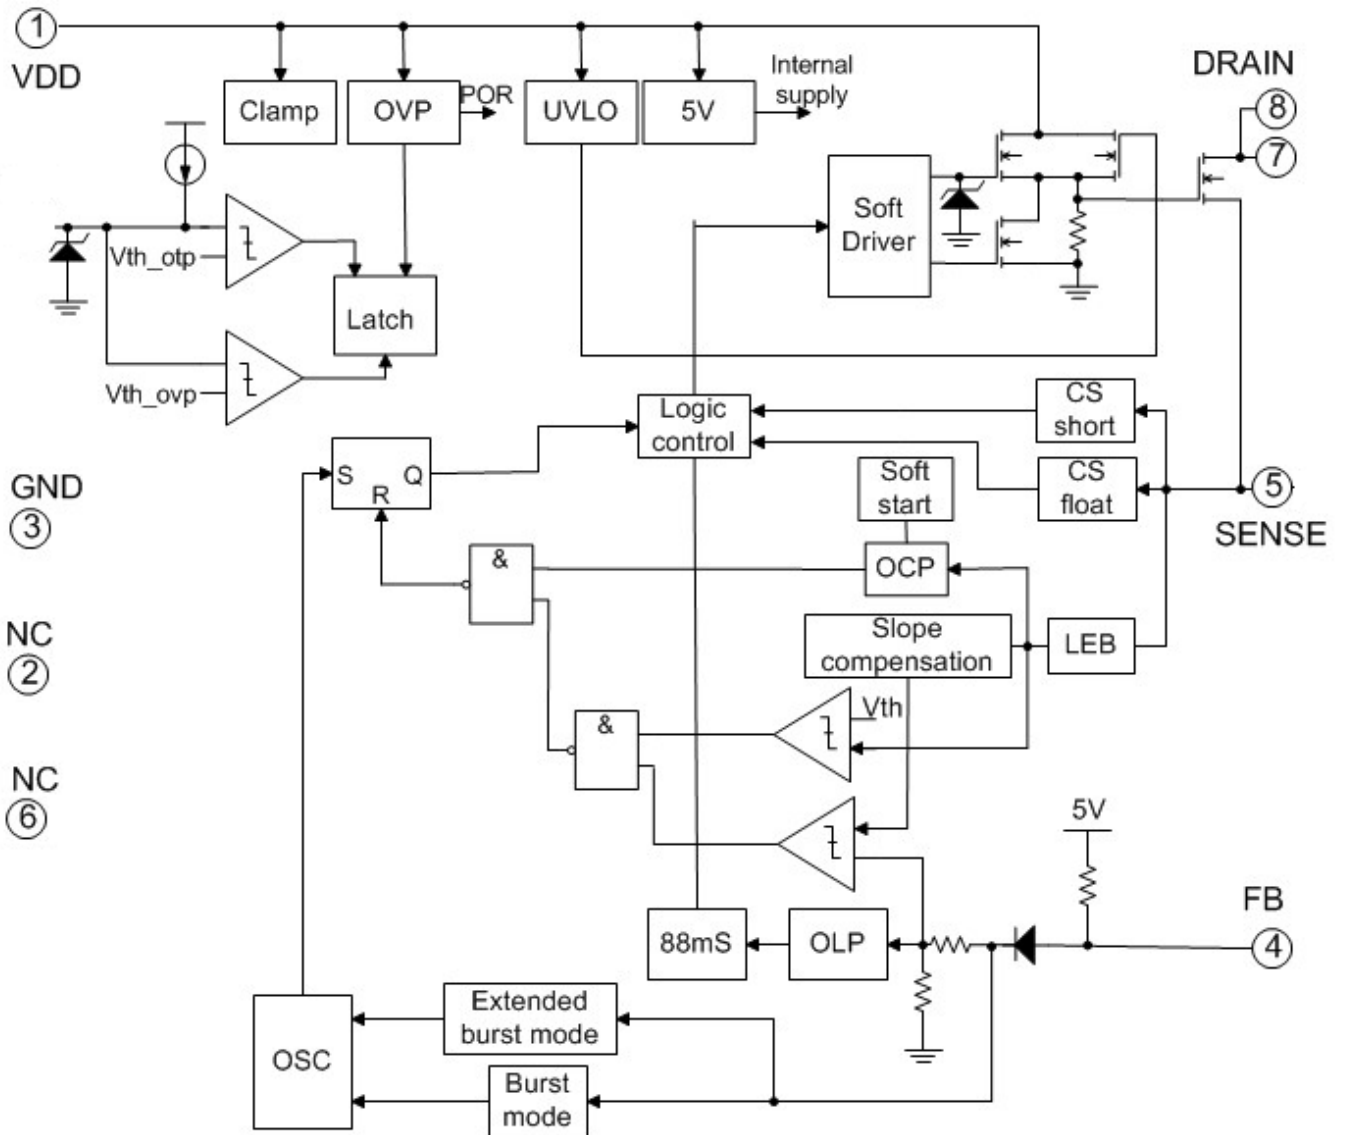 1
VDD
Clamp
OVP
POR
UVLO
5V
Internal
supply
DRAIN
8
7
Soft
Driver
Vth_otp
Latch
Vth_ovp
Logic
control
CS
short
CS
float
5
SENSE
S
Q
R
GND
3
Soft
start
&
OCP
NC
2
Slope
compensation
LEB
Vth
&
NC
6
5V
FB
4
88mS
OLP
Extended
burst mode
OSC
Burst
mode